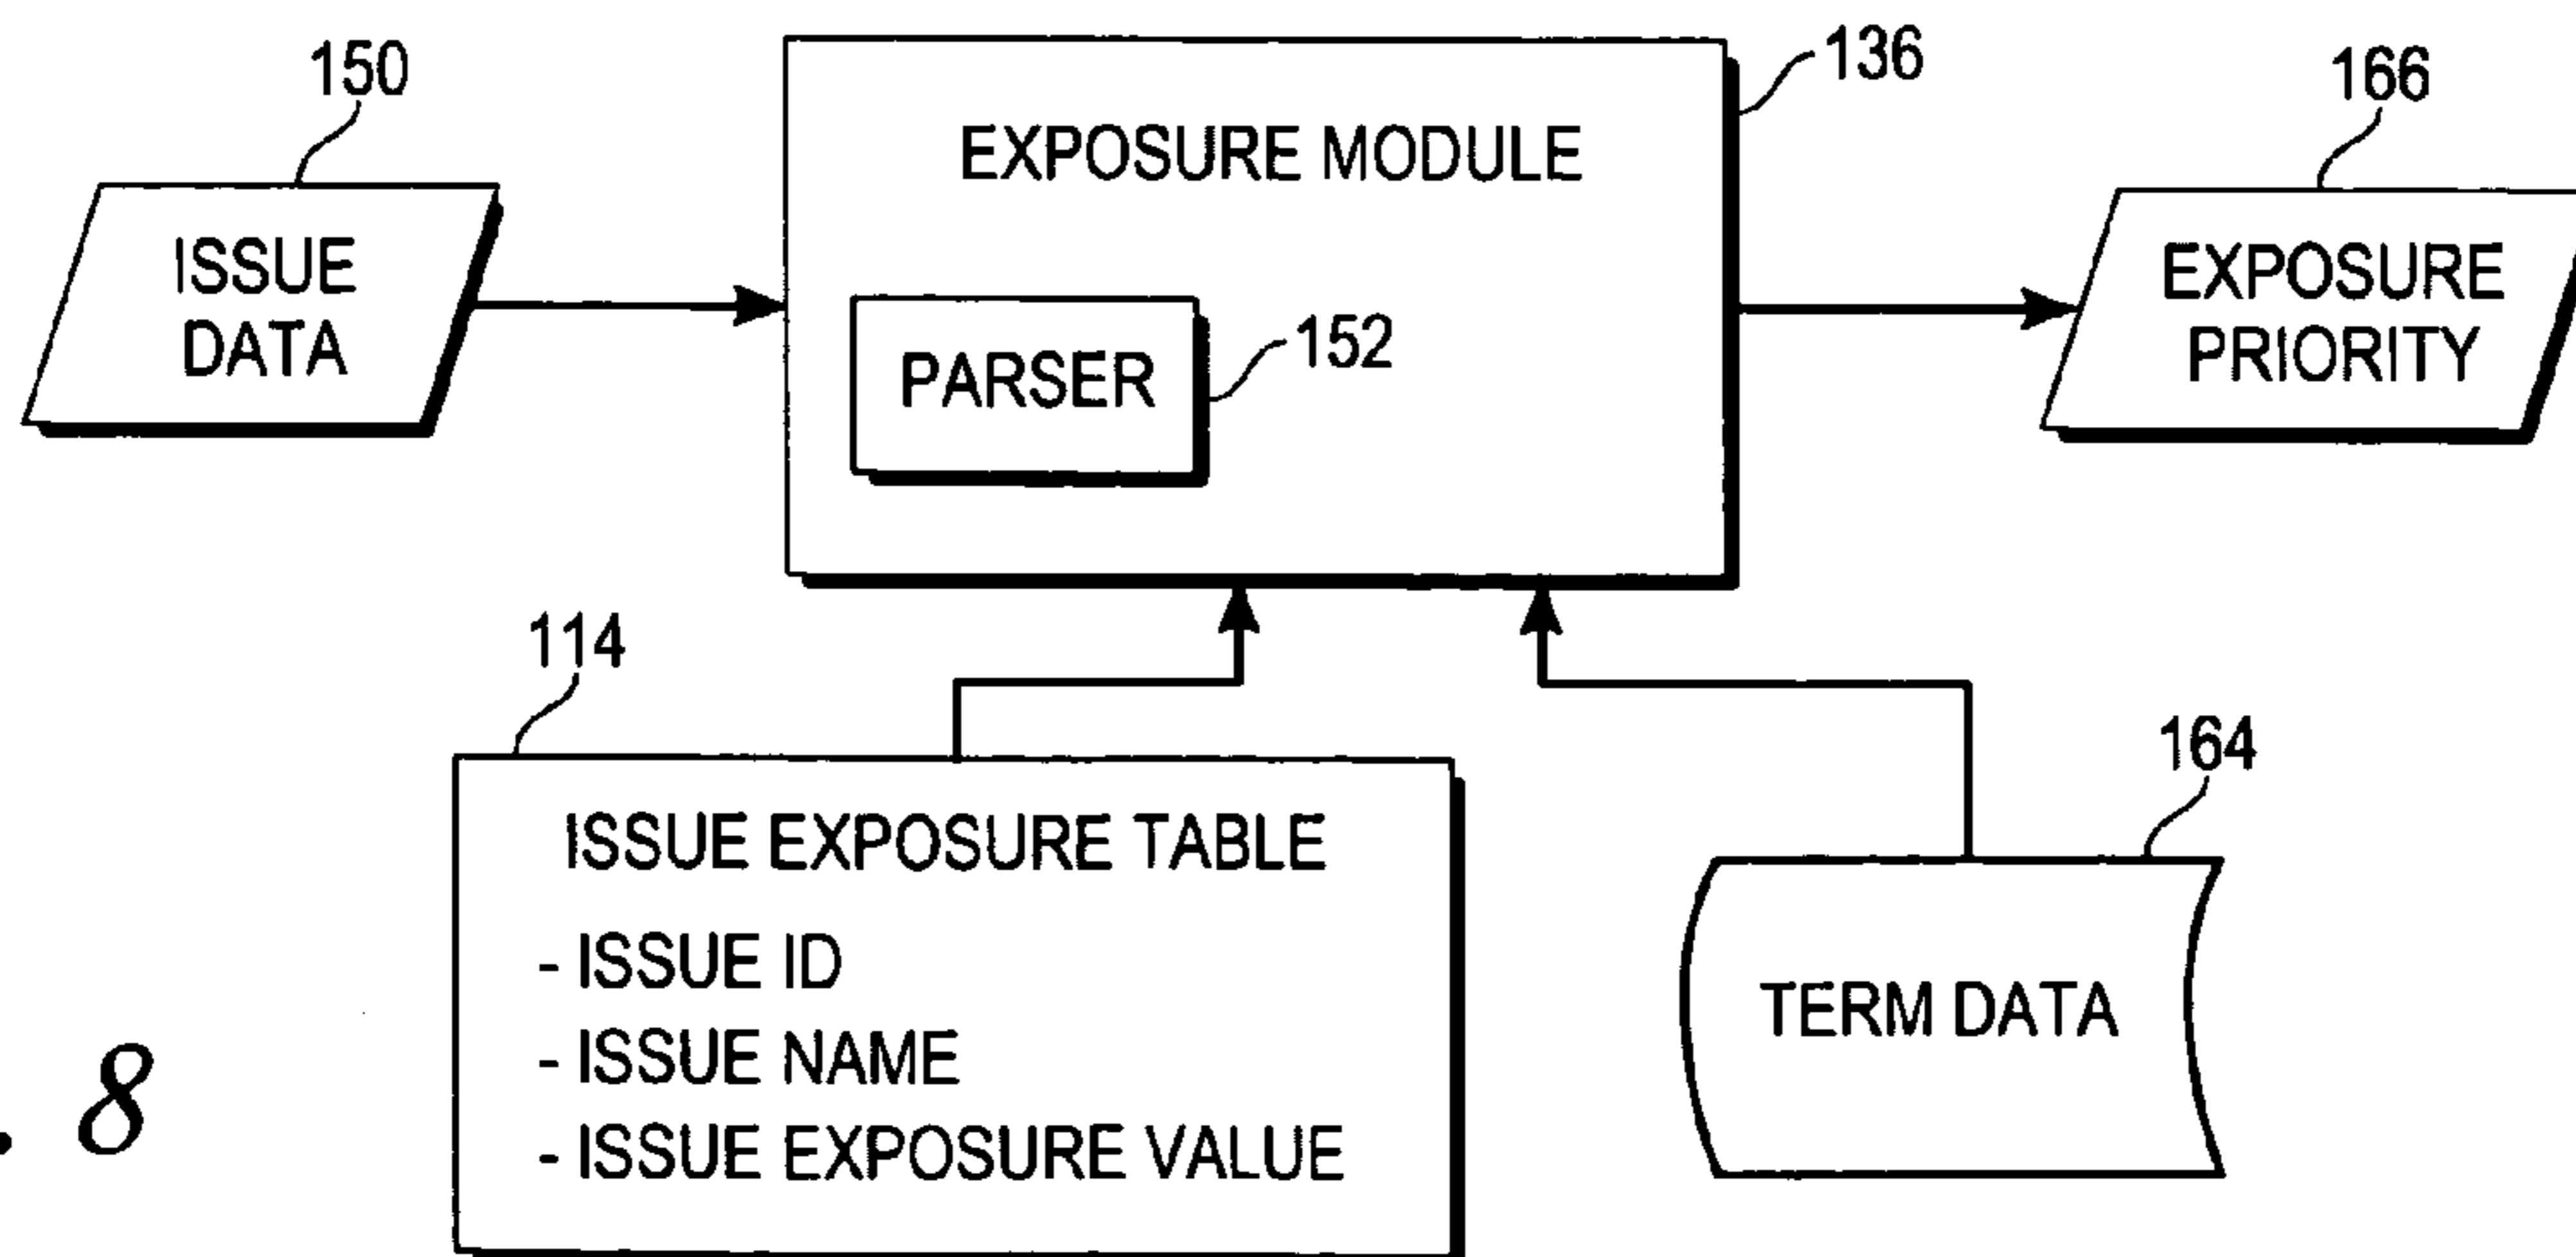 150
136
166
EXPOSURE MODULE
ISSUE
DATA
EXPOSURE
PRIORITY
152
PARSER
114
164
ISSUE EXPOSURE TABLE
- ISSUE ID
- ISSUE NAME
- ISSUE EXPOSURE VALUE
TERM DATA
. 8